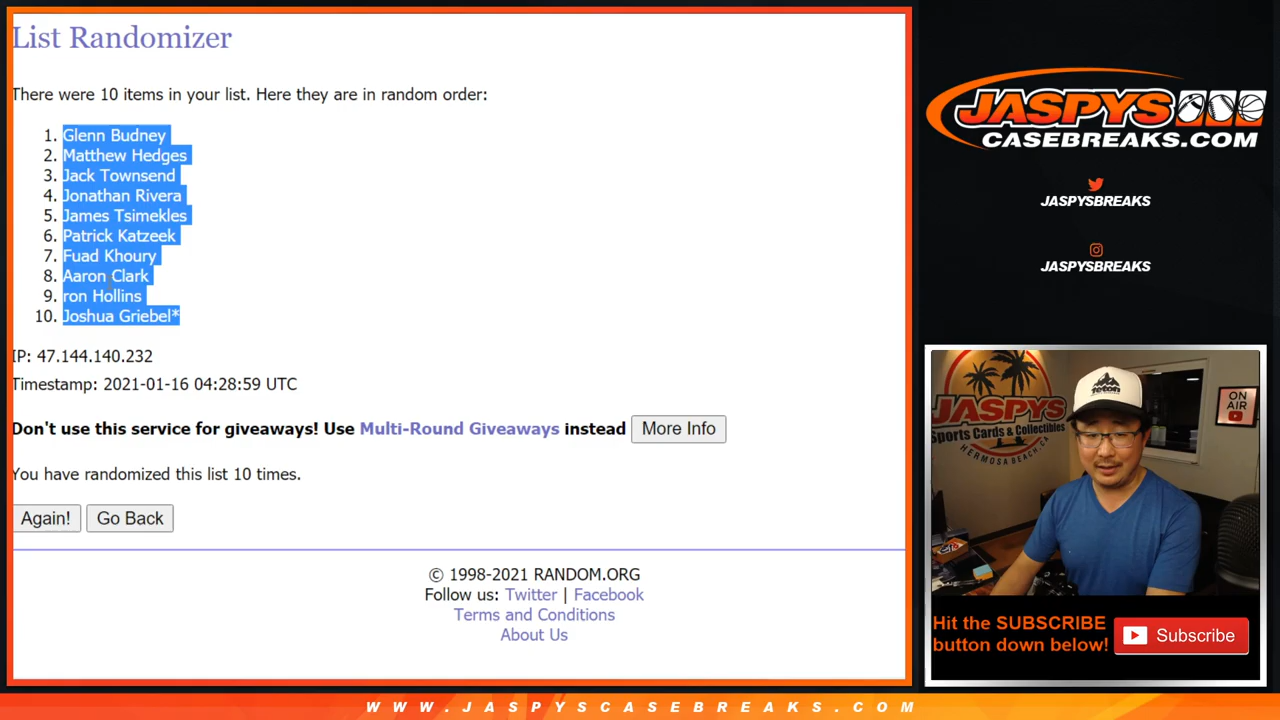 List Randomizer
There were 10 items in your list. Here they are in random order:
1. Glenn Budney
2. Matthew Hedges
3. Jack Townsend
4. Jonathan Rivera
5. James Tsimekles
6. Patrick Katzeek
7. Fuad Khoury
8. Aaron Clark
9. ron Hollins
10. Joshua Griebel*
IP: 47.144.140.232
Timestamp: 2021-01-16 04:28:59 UTC
Don't use this service for giveaways! Use Multi-Round Giveaways instead More Info
You have randomized this list 10 times.
Again! Go Back
© 1998-2021 RANDOM.ORG
Follow us: Twitter | Facebook
Terms and Conditions
About Us
JASPYS
CASEBREAKS.COM
JASPYSBREAKS
JASPYSBREAKS
JASPYS
Sports Cards & Collectibles
HERMOSA BEACH, CA
teton
ON
AIR
Hit the SUBSCRIBE
button down below!
Subscribe
WWW.JASPYSCASEBREAKS.COM